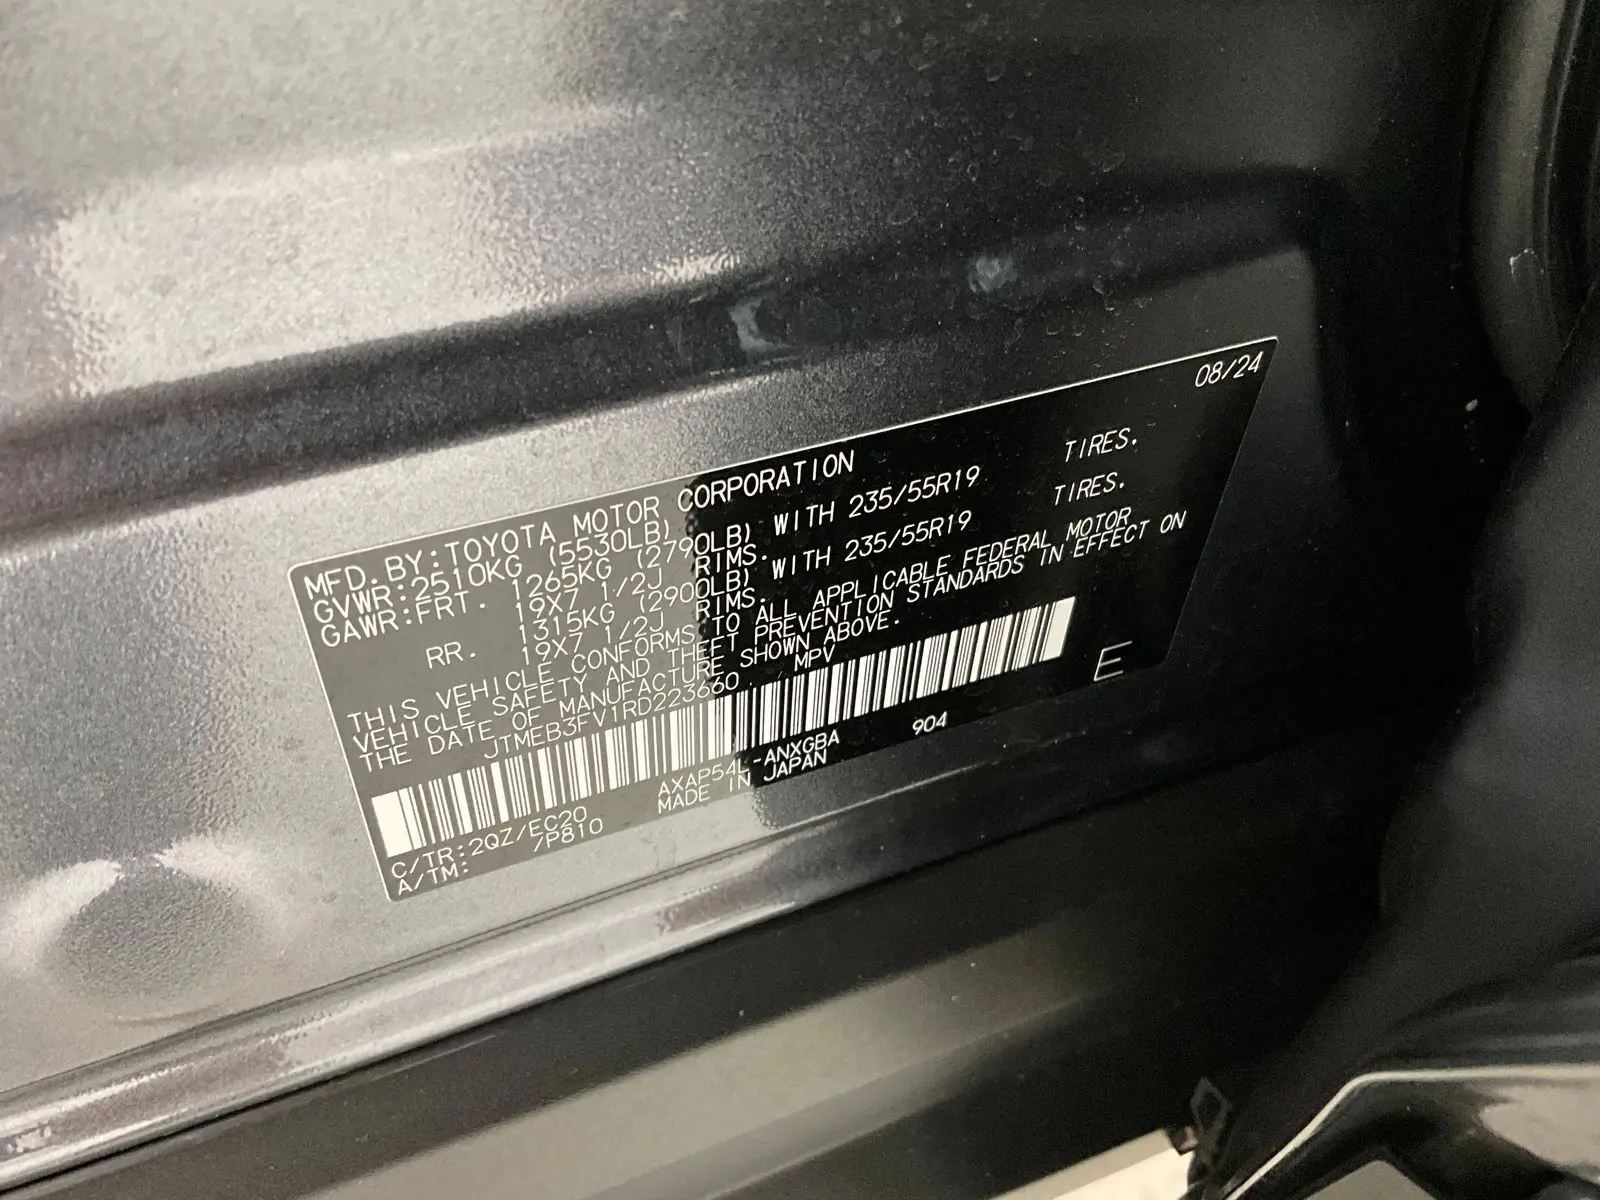 08/24
MFD. BY: TOYOTA MOTOR CORPORATION
GVWR: 2510KG (5530LB)
GAWR: FRT. 1265KG (2790LB) WITH 235/55R19 TIRES.
19X7 1/2J RIMS.
RR. 1315KG (2900LB) WITH 235/55R19 TIRES.
19X7 1/2J RIMS.
THIS VEHICLE CONFORMS TO ALL APPLICABLE FEDERAL MOTOR
VEHICLE SAFETY AND THEFT PREVENTION STANDARDS IN EFFECT ON
THE DATE OF MANUFACTURE SHOWN ABOVE.
JTMEB3FV1RD223660 MPV
E
C/TR: 2QZ/EC20 AXAP54L-ANXGBA 904
A/TM: /P810 MADE IN JAPAN